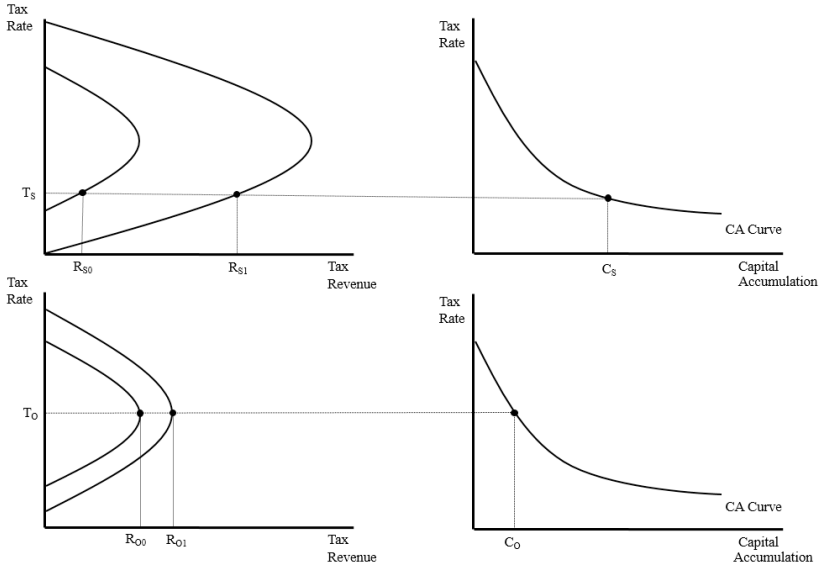 Tax
Rate
T_S
R_S0
R_S1
Tax
Revenue
Tax
Rate
CA Curve
C_S
Capital
Accumulation
Tax
Rate
T_O
R_O0
R_O1
Tax
Revenue
Tax
Rate
CA Curve
C_O
Capital
Accumulation